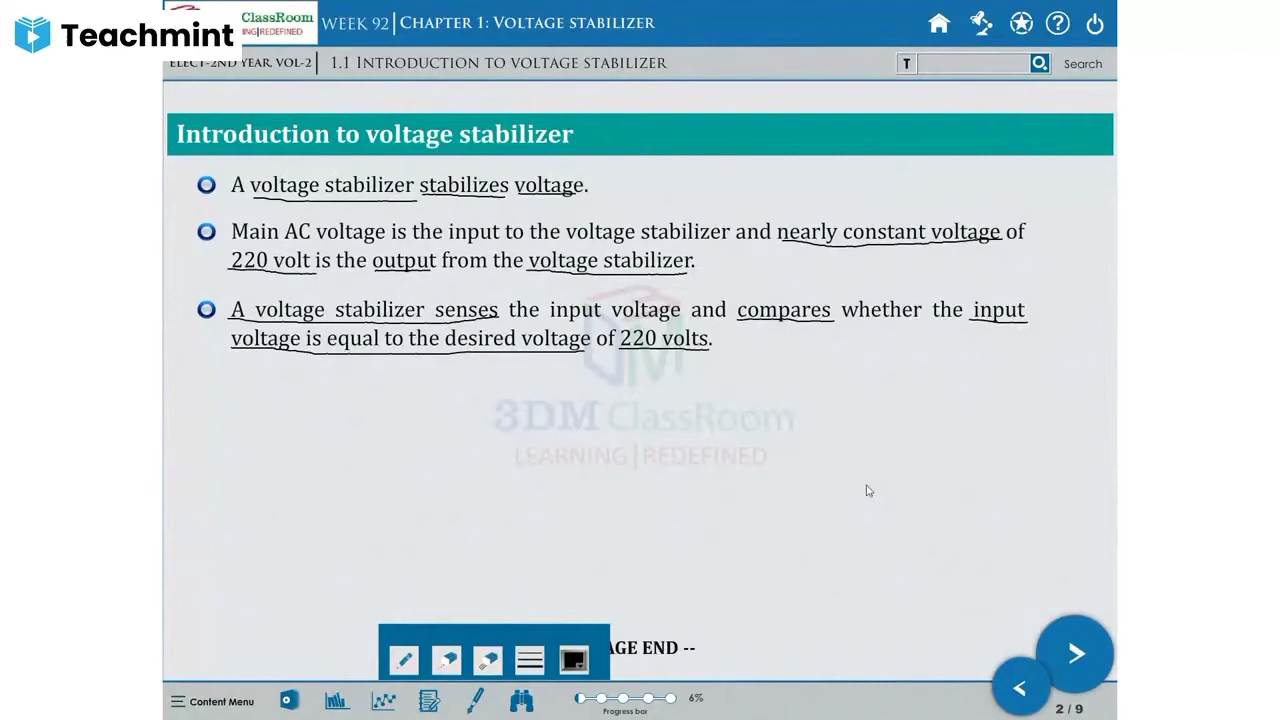 Teachmint
ClassRoom
NG|REDEFINED
WEEK 92
CHAPTER 1: VOLTAGE STABILIZER
ELECT-2ND YEAR, VOL-2
1.1 INTRODUCTION TO VOLTAGE STABILIZER
T
Search
Introduction to voltage stabilizer
A voltage stabilizer stabilizes voltage.
Main AC voltage is the input to the voltage stabilizer and nearly constant voltage of
220 volt is the output from the voltage stabilizer.
A voltage stabilizer senses the input voltage and compares whether the input
voltage is equal to the desired voltage of 220 volts.
3DM ClassRoom
LEARNING|REDEFINED
AGE END --
Content Menu
Progress bar
6%
2 / 9